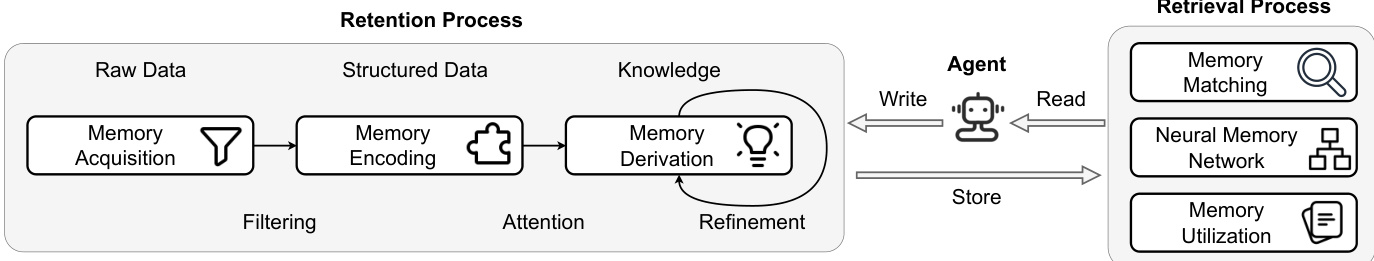 Retention Process
Retrieval Process
Raw Data
Structured Data
Knowledge
Memory
Acquisition
Memory
Encoding
Memory
Derivation
Filtering
Attention
Refinement
Agent
Write
Read
Store
Memory
Matching
Neural Memory
Network
Memory
Utilization